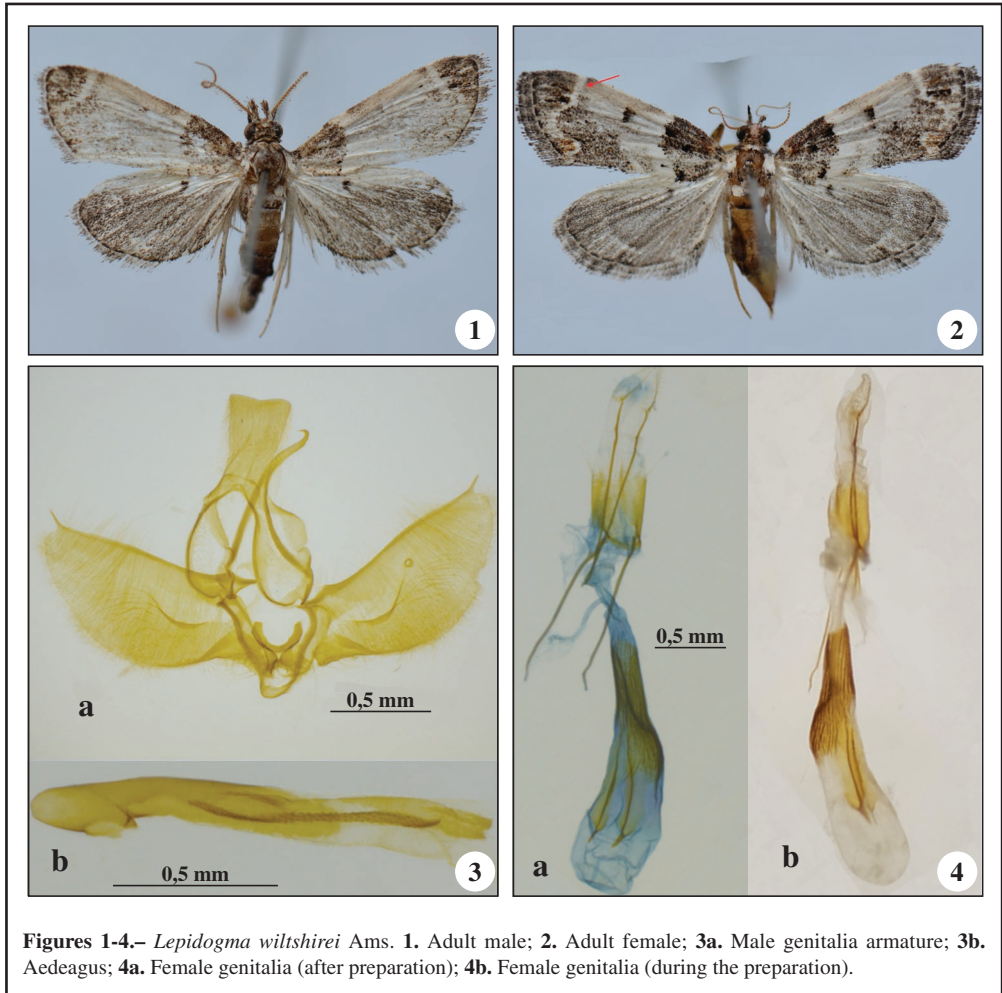 1
2
a
0,5 mm
b
0,5 mm
3
0,5 mm
a
b
4
Figures 1-4.– Lepidogma wiltshirei Ams. 1. Adult male; 2. Adult female; 3a. Male genitalia armature; 3b.
Aedeagus; 4a. Female genitalia (after preparation); 4b. Female genitalia (during the preparation).